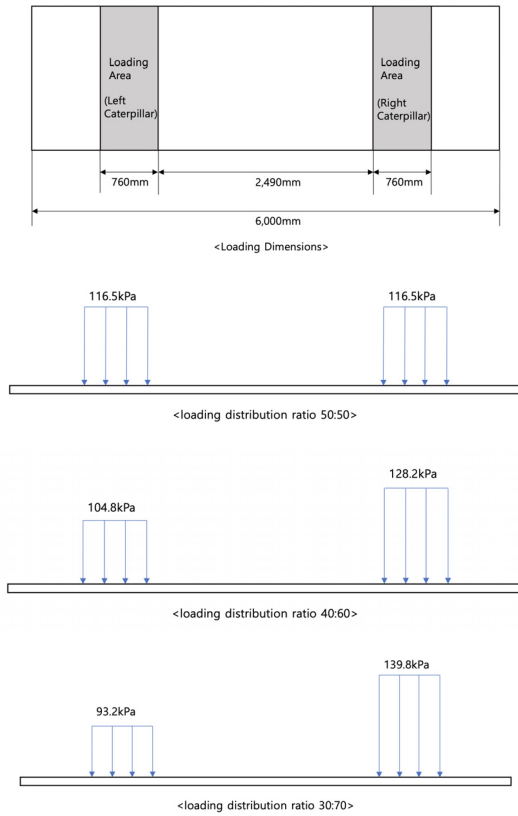 Loading
Area
(Left
Caterpillar)
Loading
Area
(Right
Caterpillar)
760mm
2,490mm
760mm
6,000mm
<Loading Dimensions>
116.5kPa
116.5kPa
<loading distribution ratio 50:50>
104.8kPa
128.2kPa
<loading distribution ratio 40:60>
93.2kPa
139.8kPa
<loading distribution ratio 30:70>